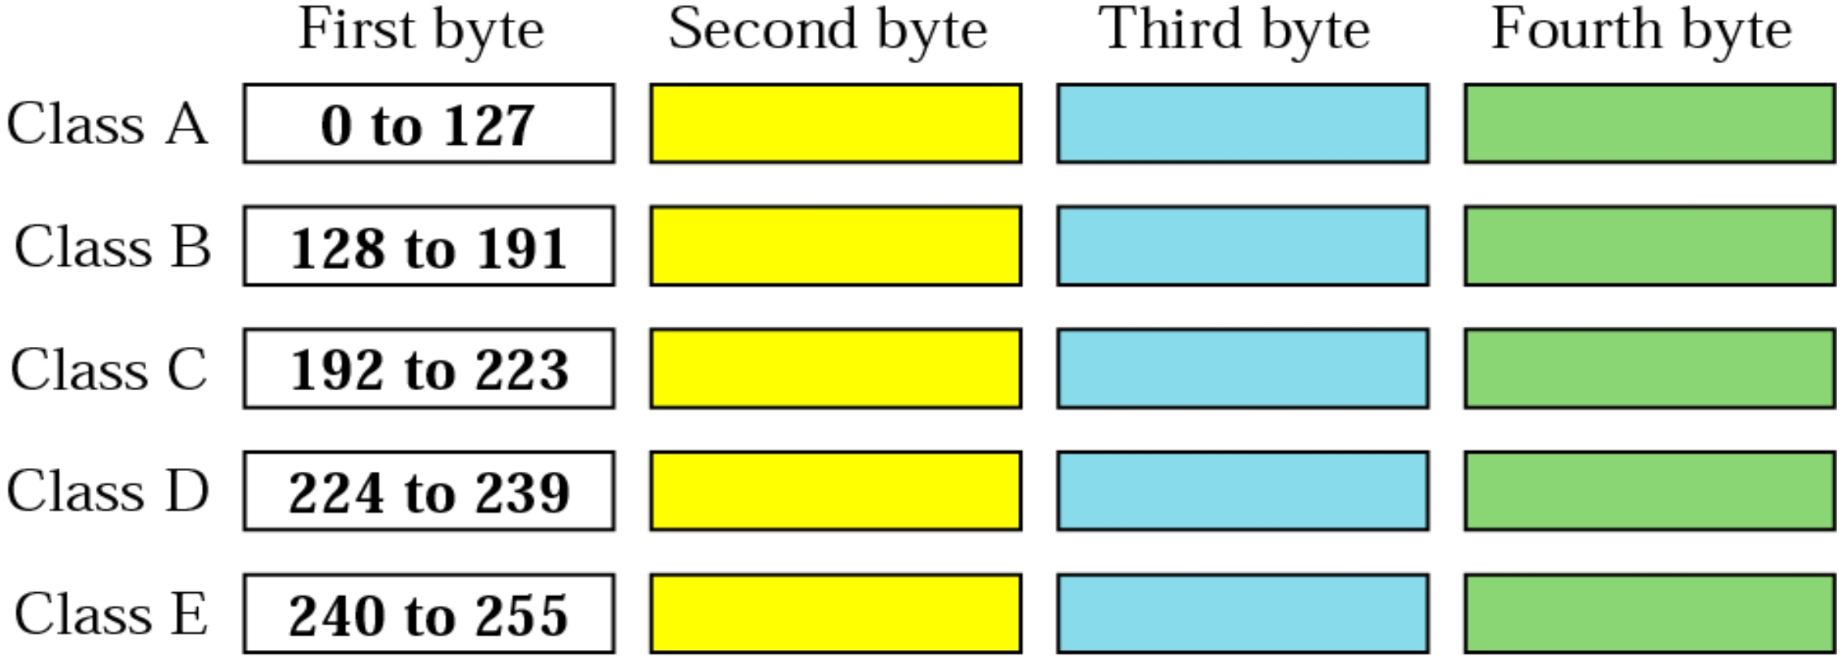 First byte Second byte Third byte Fourth byte
Class A 0 to 127
Class B 128 to 191
Class C 192 to 223
Class D 224 to 239
Class E 240 to 255